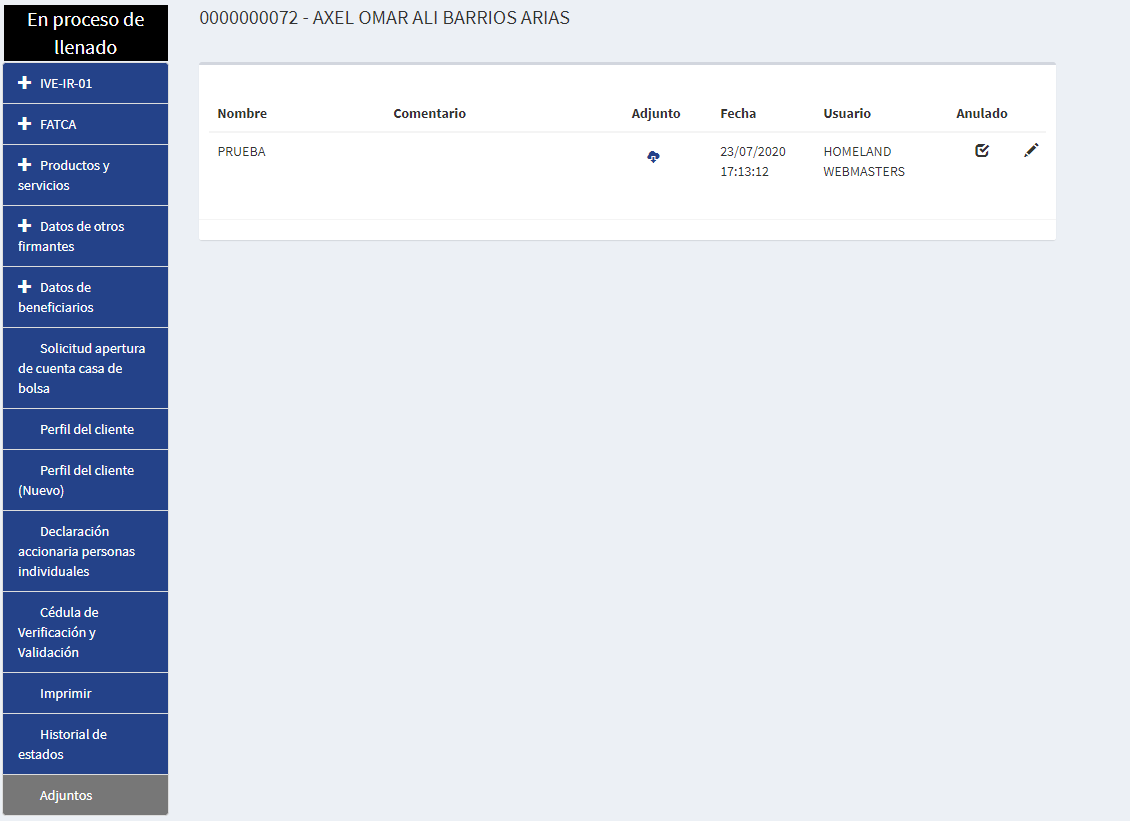 En proceso de
llenado
0000000072 - AXEL OMAR ALI BARRIOS ARIAS
IVE-IR-01
FATCA
Productos y
servicios
Datos de otros
firmantes
Datos de
beneficiarios
Solicitud apertura
de cuenta casa de
bolsa
Perfil del cliente
Perfil del cliente
(Nuevo)
Declaración
accionaria personas
individuales
Cédula de
Verificación y
Validación
Imprimir
Historial de
estados
Adjuntos
Nombre Comentario Adjunto Fecha Usuario Anulado
PRUEBA 23/07/2020 HOMELAND
17:13:12 WEBMASTERS